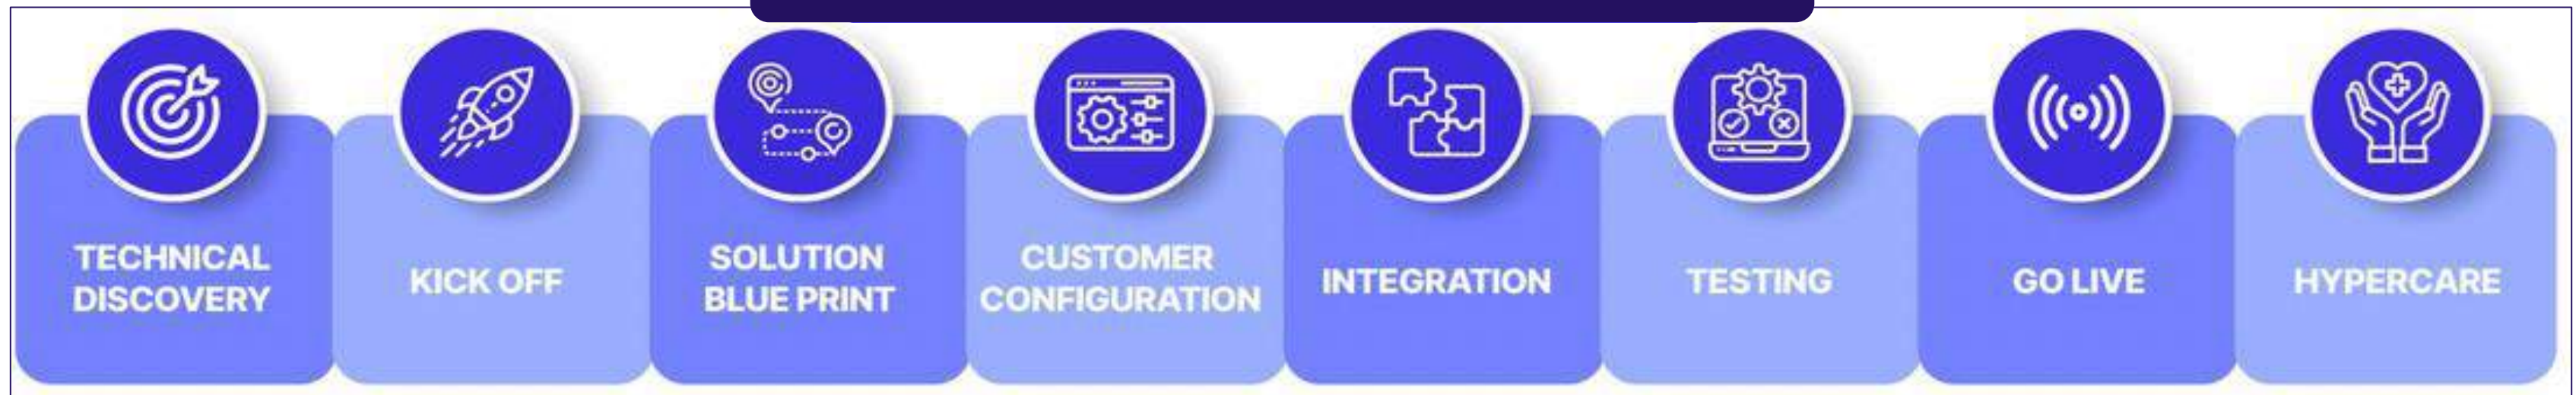 TECHNICAL
DISCOVERY
KICK OFF
SOLUTION
BLUE PRINT
CUSTOMER
CONFIGURATION
INTEGRATION
TESTING
GO LIVE
HYPERCARE